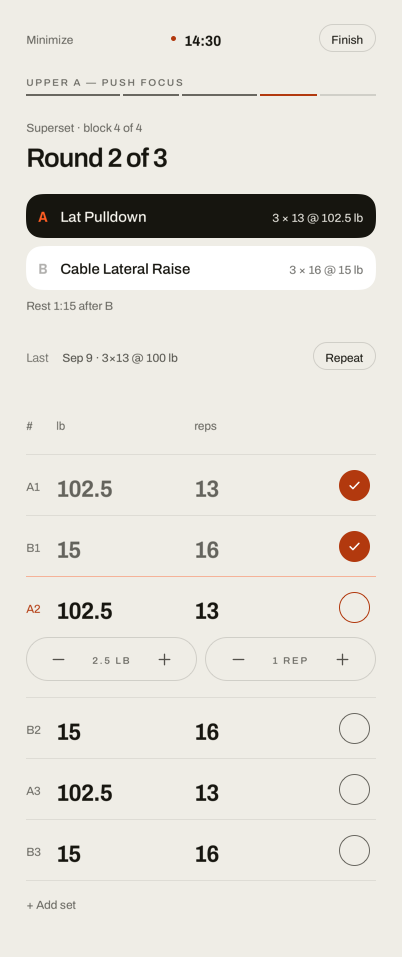 Minimize
14:30
Finish
UPPER A — PUSH FOCUS
Superset · block 4 of 4
Round 2 of 3
A Lat Pulldown 3 × 13 @ 102.5 lb
B Cable Lateral Raise 3 × 16 @ 15 lb
Rest 1:15 after B
Last Sep 9 · 3×13 @ 100 lb Repeat
# lb reps
A1 102.5 13
B1 15 16
A2 102.5 13
− 2.5 LB + − 1 REP +
B2 15 16
A3 102.5 13
B3 15 16
+ Add set